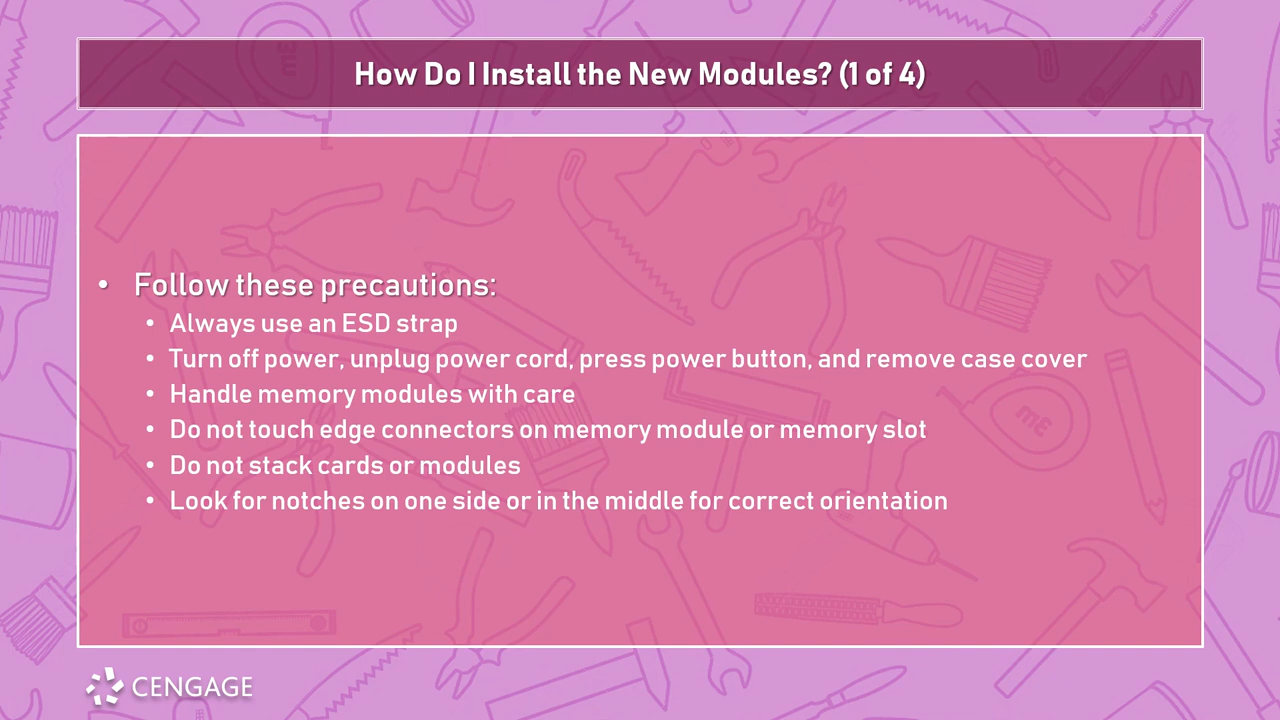 How Do I Install the New Modules? (1 of 4)
• Follow these precautions:
• Always use an ESD strap
• Turn off power, unplug power cord, press power button, and remove case cover
• Handle memory modules with care
• Do not touch edge connectors on memory module or memory slot
• Do not stack cards or modules
• Look for notches on one side or in the middle for correct orientation
CENGAGE